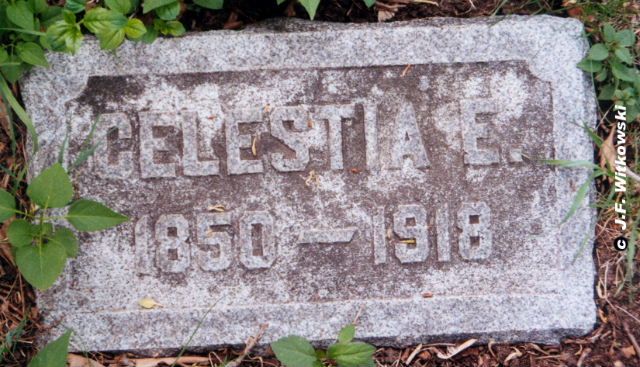 CELESTIA E.
1850 — 1918
c J.F. Witkowski